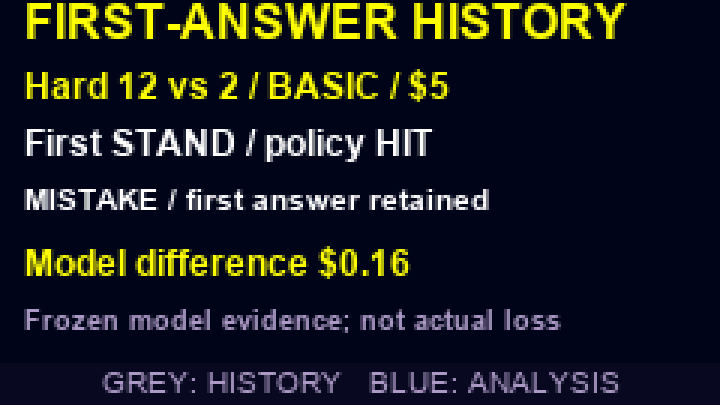 FIRST-ANSWER HISTORY
Hard 12 vs 2 / BASIC / $5
First STAND / policy HIT
MISTAKE / first answer retained
Model difference $0.16
Frozen model evidence; not actual loss
GREY: HISTORY BLUE: ANALYSIS